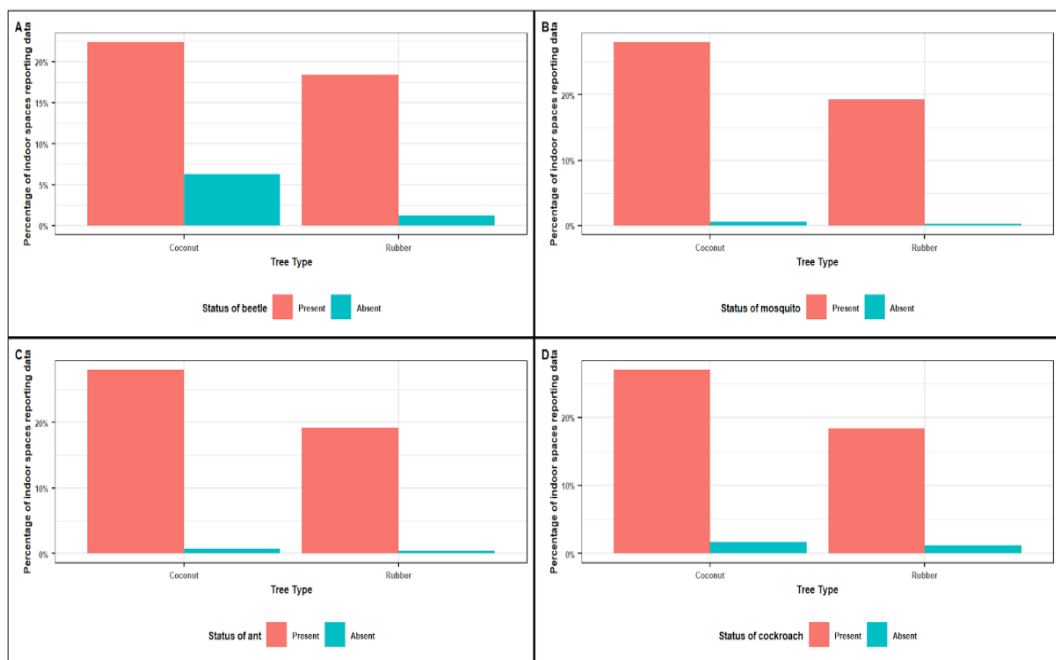 A
Percentage of indoor spaces reporting data
20%
15%
10%
5%
0%
Coconut
Rubber
Tree Type
Status of beetle Present Absent
B
Percentage of indoor spaces reporting data
20%
10%
0%
Coconut
Rubber
Tree Type
Status of mosquito Present Absent
C
Percentage of indoor spaces reporting data
20%
10%
0%
Coconut
Rubber
Tree Type
Status of ant Present Absent
D
Percentage of indoor spaces reporting data
20%
10%
0%
Coconut
Rubber
Tree Type
Status of cockroach Present Absent